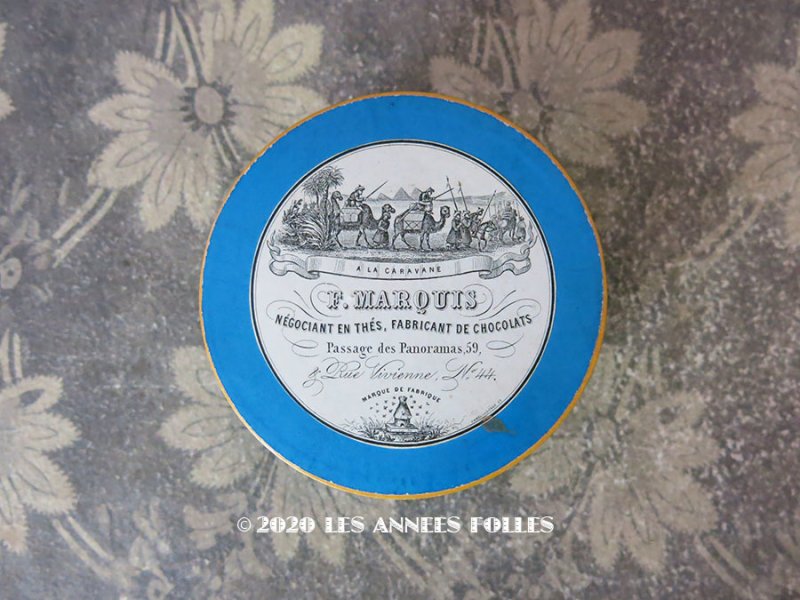 A LA CARAVANE
F. MARQUIS
NÉGOCIANT EN THÉS, FABRICANT DE CHOCOLATS
Passage des Panoramas, 59,
& Rue Vivienne, No. 44.
MARQUE DE FABRIQUE
© 2020 LES ANNEES FOLLES